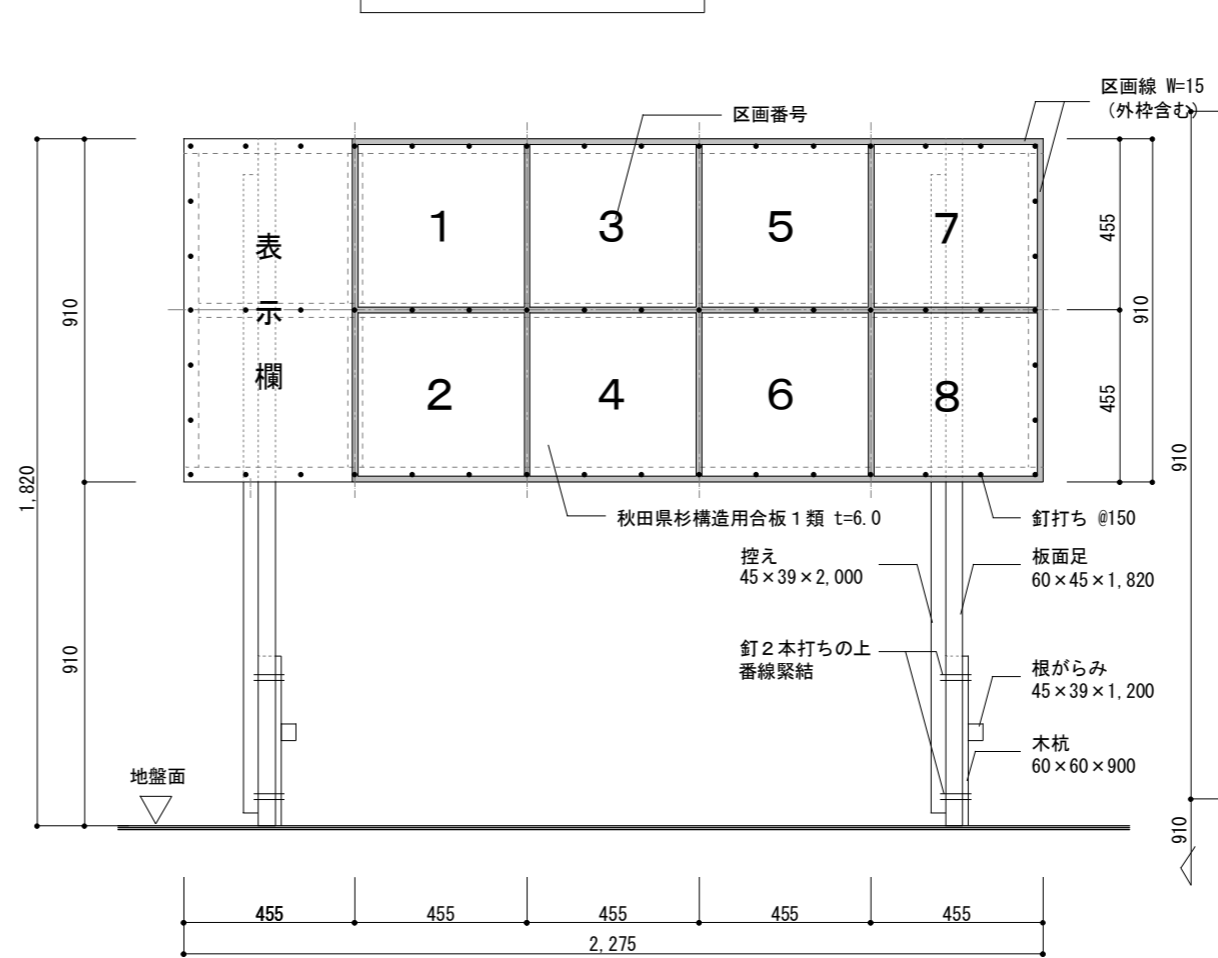 区画線 W=15
(外枠含む)
区画番号
1
3
5
7
表
示
欄
2
4
6
8
910
910
1,820
455
455
910
910
910
秋田県杉構造用合板１類 t=6.0
釘打ち @150
控え
45×39×2,000
板面足
60×45×1,820
釘２本打ちの上
番線緊結
根がらみ
45×39×1,200
木杭
60×60×900
地盤面
455
455
455
455
455
2,275